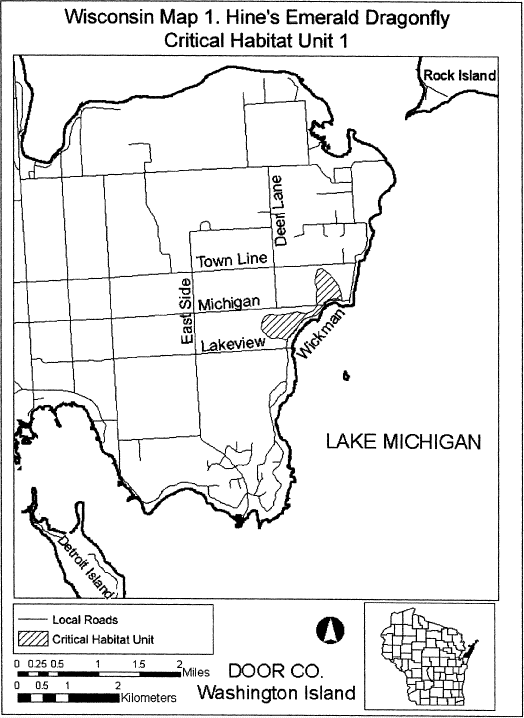 Wisconsin Map 1. Hine's Emerald Dragonfly
Critical Habitat Unit 1
Rock Island
Deer Lane
Town Line
East Side
Michigan
Lakeview
Wickman
LAKE MICHIGAN
Detroit Island
Local Roads
Critical Habitat Unit
0 0.25 0.5 1 1.5 2 Miles
0 0.5 1 2 Kilometers
DOOR CO.
Washington Island